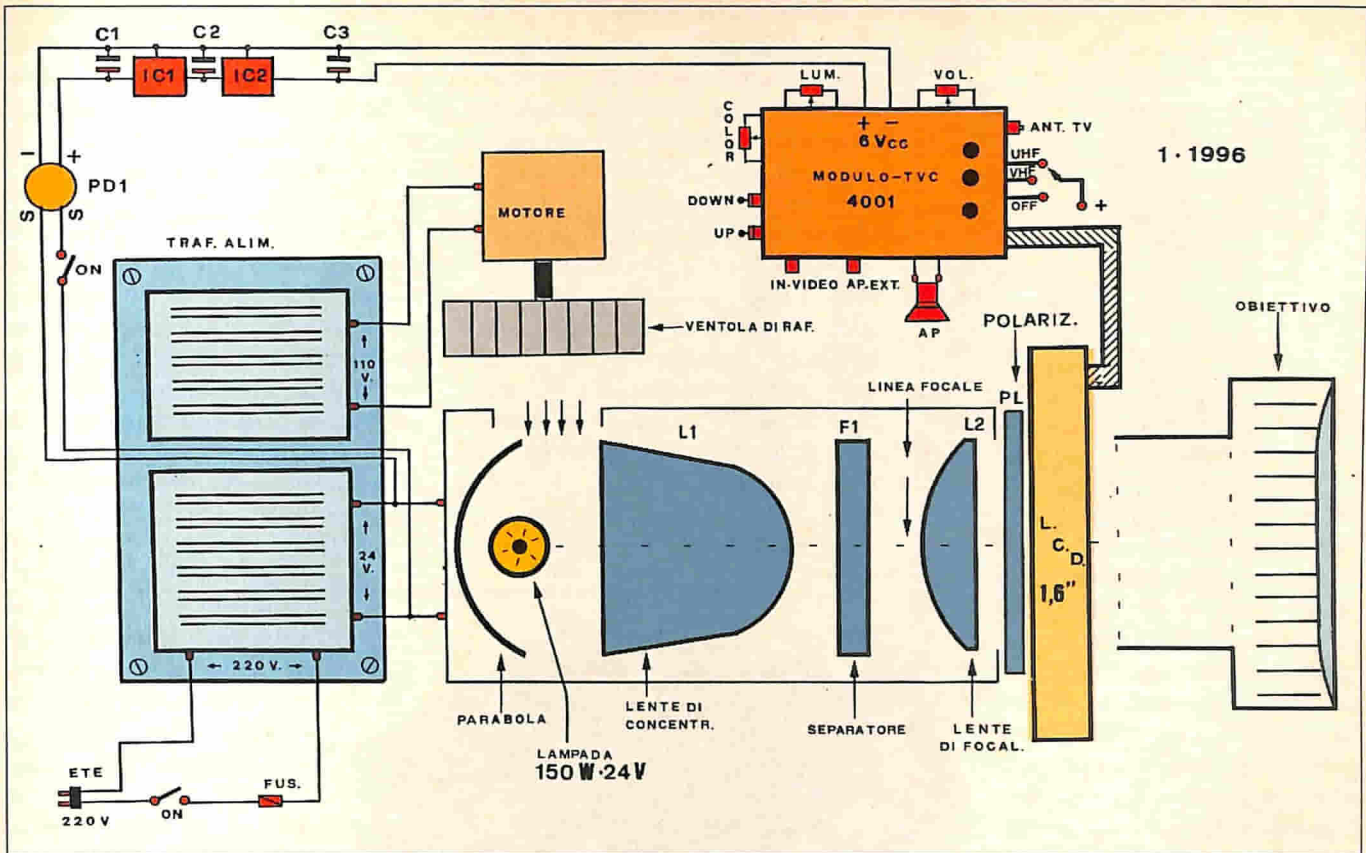 C1 C2 C3
IC1 IC2
LUM. VOL.
COLOR
+ −
6 Vcc
ANT. TV
MODULO-TVC
4001
UHF
VHF
OFF
+
1·1996
DOWN
UP
IN-VIDEO AP.EXT.
AP
− +
PD1
S S
ON
TRAF. ALIM.
MOTORE
VENTOLA DI RAF.
110
V.
24
V.
220 V.
POLARIZ.
OBIETTIVO
LINEA FOCALE
PL
L1 F1 L2
L.
C.
D.
1,6"
PARABOLA
LAMPADA
150 W·24V
LENTE DI
CONCENTR.
SEPARATORE
LENTE
DI FOCAL.
ETE
220 V
ON
FUS.